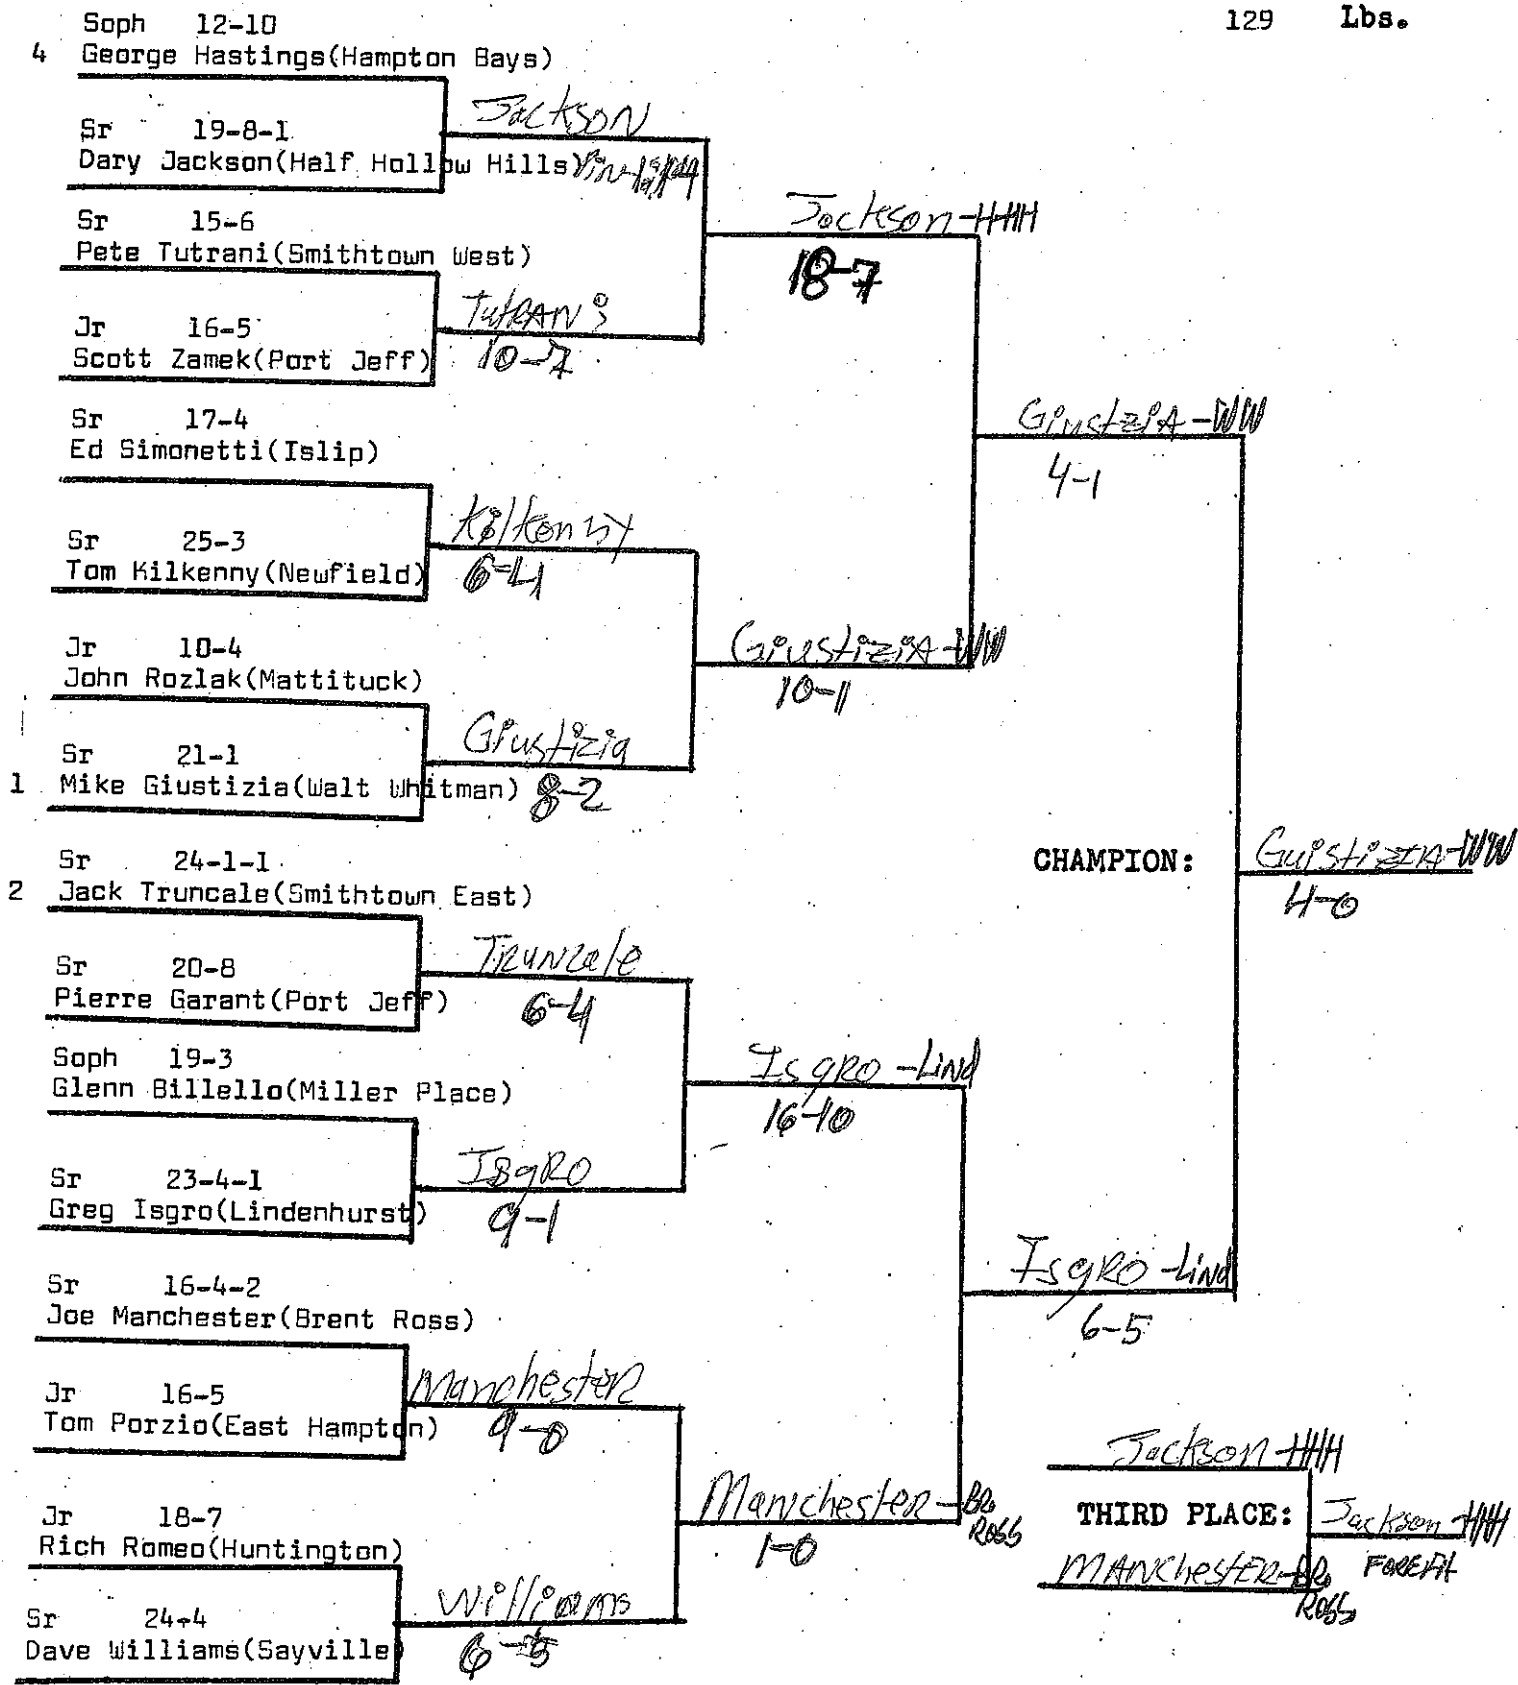 129 Lbs.
Soph 12-10
4 George Hastings(Hampton Bays)
Jackson
Sr 19-8-1
Dary Jackson(Half Hollow Hills)
Jackson-HHH
18-7
Sr 15-6
Pete Tutrani(Smithtown West)
TutRANi
10-7
Jr 16-5
Scott Zamek(Port Jeff)
GiustziA-WW
4-1
Sr 17-4
Ed Simonetti(Islip)
Kilkenny
6-4
Sr 25-3
Tom Kilkenny(Newfield)
GiustiziA-WW
10-1
Jr 10-4
John Rozlak(Mattituck)
Giustizia
8-2
Sr 21-1
1 Mike Giustizia(Walt Whitman)
CHAMPION: GuistizIA-WW
4-0
Sr 24-1-1
2 Jack Truncale(Smithtown East)
TRUNcale
6-4
Sr 20-8
Pierre Garant(Port Jeff)
IsgRO-Lind
16-10
Soph 19-3
Glenn Billello(Miller Place)
IsgRO
9-1
Sr 23-4-1
Greg Isgro(Lindenhurst)
IsgRO-Lind
6-5
Sr 16-4-2
Joe Manchester(Brent Ross)
ManchesteR
9-0
Jr 16-5
Tom Porzio(East Hampton)
ManchesteR-BR.
ROSS
1-0
Jr 18-7
Rich Romeo(Huntington)
Williams
6-5
Sr 24-4
Dave Williams(Sayville)
Jackson-HHH
THIRD PLACE: Jackson-HHH
FOREFIt
MANchesteR-BR.
ROSS